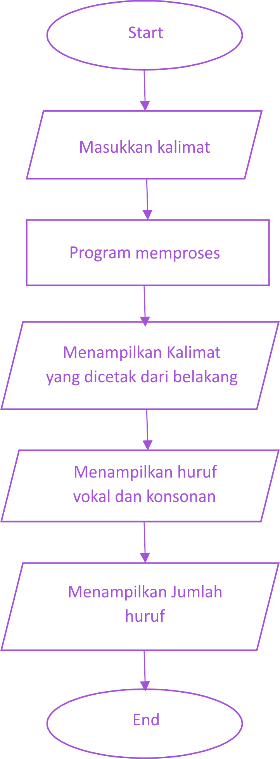 Start
Masukkan kalimat
Program memproses
Menampilkan Kalimat
yang dicetak dari belakang
Menampilkan huruf
vokal dan konsonan
Menampilkan Jumlah
huruf
End